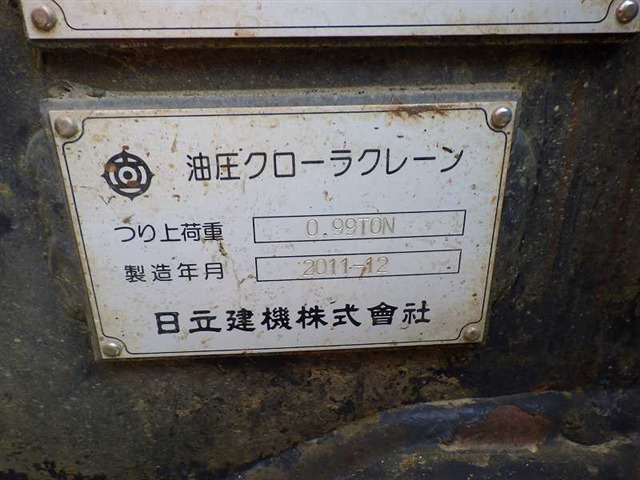 油圧クローラクレーン
つり上荷重 0.99TON
製造年月 2011-12
日立建機株式會社